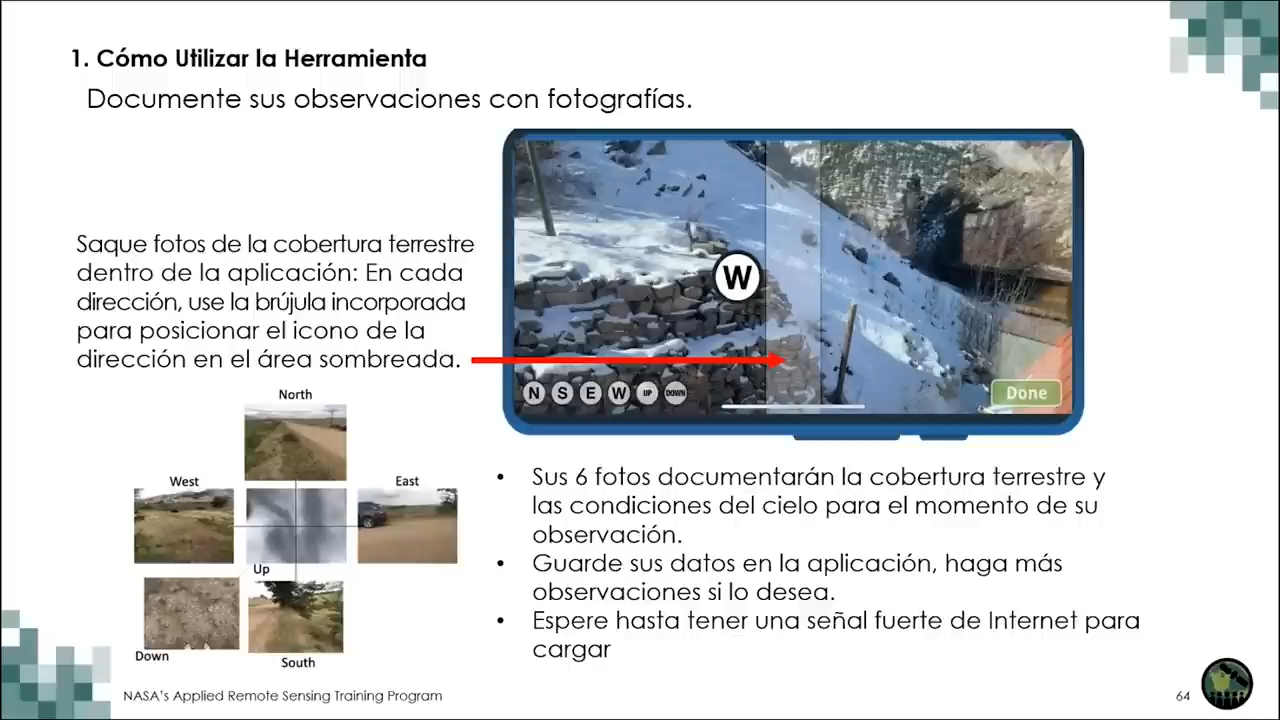 1. Cómo Utilizar la Herramienta
Documente sus observaciones con fotografías.
Saque fotos de la cobertura terrestre
dentro de la aplicación: En cada
dirección, use la brújula incorporada
para posicionar el icono de la
dirección en el área sombreada.
W
N S E W UP DOWN
Done
North
West
East
Up
Down
South
• Sus 6 fotos documentarán la cobertura terrestre y
las condiciones del cielo para el momento de su
observación.
• Guarde sus datos en la aplicación, haga más
observaciones si lo desea.
• Espere hasta tener una señal fuerte de Internet para
cargar
NASA's Applied Remote Sensing Training Program
64